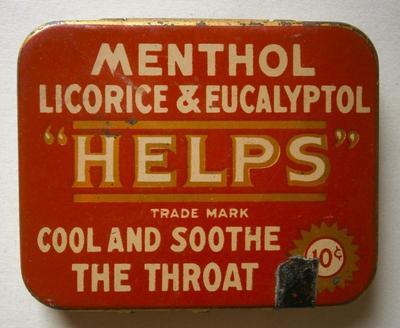 MENTHOL
LICORICE & EUCALYPTOL
"HELPS"
TRADE MARK
COOL AND SOOTHE
THE THROAT
10¢